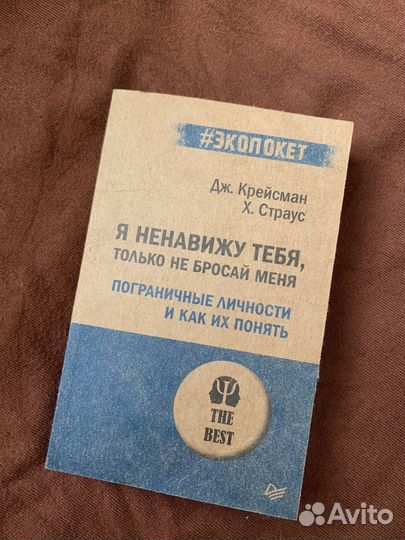 #ЭКОПОКЕТ
Дж. Крейсман
Х. Страус
Я НЕНАВИЖУ ТЕБЯ,
ТОЛЬКО НЕ БРОСАЙ МЕНЯ
ПОГРАНИЧНЫЕ ЛИЧНОСТИ
И КАК ИХ ПОНЯТЬ
Ψ
THE
BEST
Avito